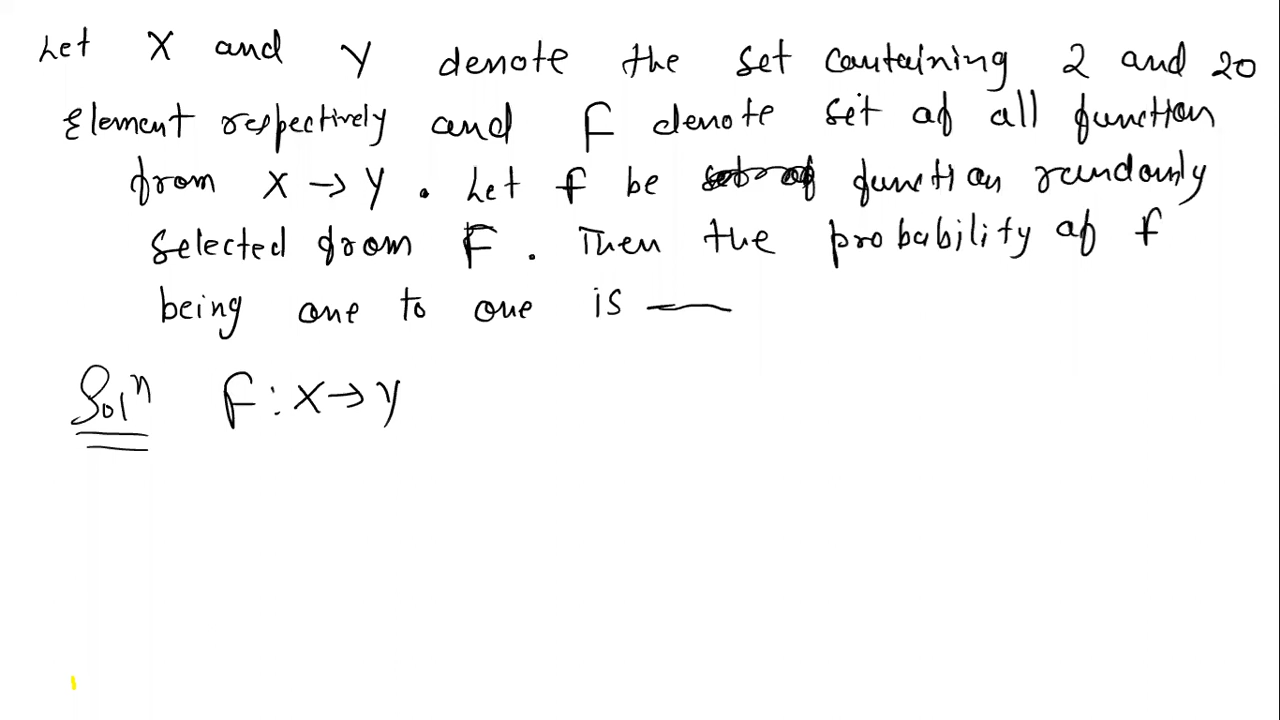 Let X and Y denote the set containing 2 and 20
Element respectively and F denote set of all function
from X → Y . Let f be function randomly
selected from F . Then the probability of f
being one to one is —
Solⁿ F : X → Y